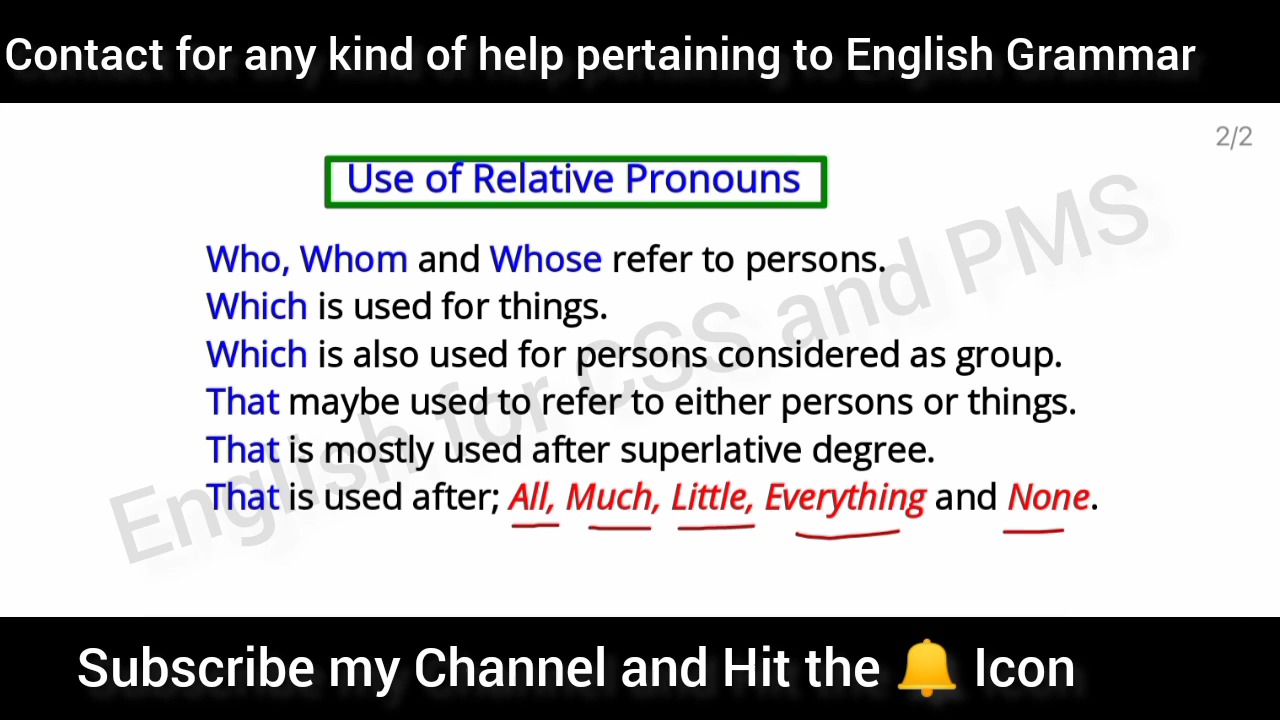 Contact for any kind of help pertaining to English Grammar
2/2
Use of Relative Pronouns
Who, Whom and Whose refer to persons.
Which is used for things.
Which is also used for persons considered as group.
That maybe used to refer to either persons or things.
That is mostly used after superlative degree.
That is used after; All, Much, Little, Everything and None.
English for CSS and PMS
Subscribe my Channel and Hit the 🔔 Icon